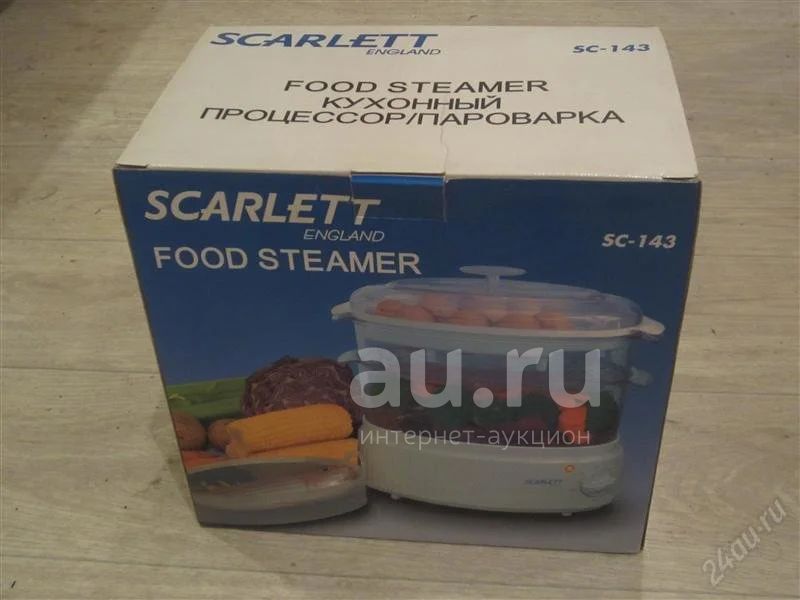 SCARLETT
ENGLAND
SC-143
FOOD STEAMER
КУХОННЫЙ
ПРОЦЕССОР/ПАРОВАРКА
SCARLETT
ENGLAND
SC-143
FOOD STEAMER
au.ru
интернет-аукцион
SCARLETT
24au.ru